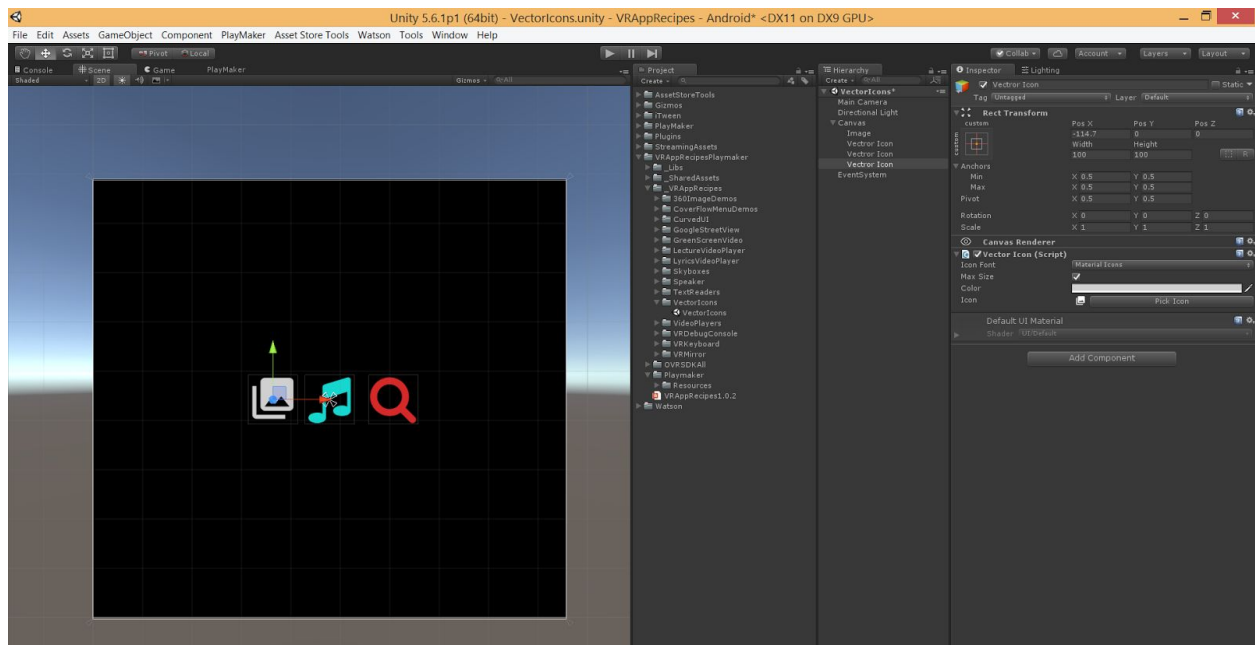 Unity 5.6.1p1 (64bit) - VectorIcons.unity - VRAppRecipes - Android* <DX11 on DX9 GPU>
File Edit Assets GameObject Component PlayMaker Asset Store Tools Watson Tools Window Help
Pivot Local Collab Account Layers Layout
Console Scene Game PlayMaker
Shaded 2D Gizmos All
Project
Create
AssetStoreTools
Gizmos
iTween
PlayMaker
Plugins
StreamingAssets
VRAppRecipesPlaymaker
_Libs
_SharedAssets
_VRAppRecipes
360ImageDemos
CoverFlowMenuDemos
CurvedUI
GoogleStreetView
GreenScreenVideo
LectureVideoPlayer
LyricsVideoPlayer
Skyboxes
Speaker
TextReaders
VectorIcons
VectorIcons
VideoPlayers
VRDebugConsole
VRKeyboard
VRMirror
OVRSDKAll
Playmaker
Resources
VRAppRecipes1.0.2
Watson
Hierarchy
Create All
VectorIcons*
Main Camera
Directional Light
Canvas
Image
Vectror Icon
Vectror Icon
Vectror Icon
EventSystem
Inspector Lighting
Vectror Icon Static
Tag Untagged Layer Default
Rect Transform
custom Pos X Pos Y Pos Z
custom -114.7 0 0
Width Height
100 100 R
Anchors
Min X 0.5 Y 0.5
Max X 0.5 Y 0.5
Pivot X 0.5 Y 0.5
Rotation X 0 Y 0 Z 0
Scale X 1 Y 1 Z 1
Canvas Renderer
Vector Icon (Script)
Icon Font Material Icons
Max Size
Color
Icon Pick Icon
Default UI Material
Shader UI/Default
Add Component